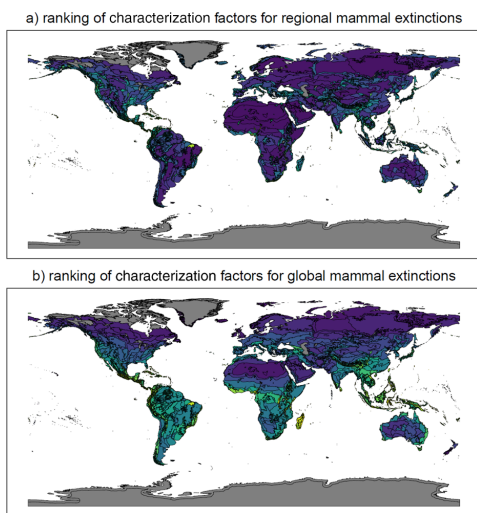 a) ranking of characterization factors for regional mammal extinctions
b) ranking of characterization factors for global mammal extinctions